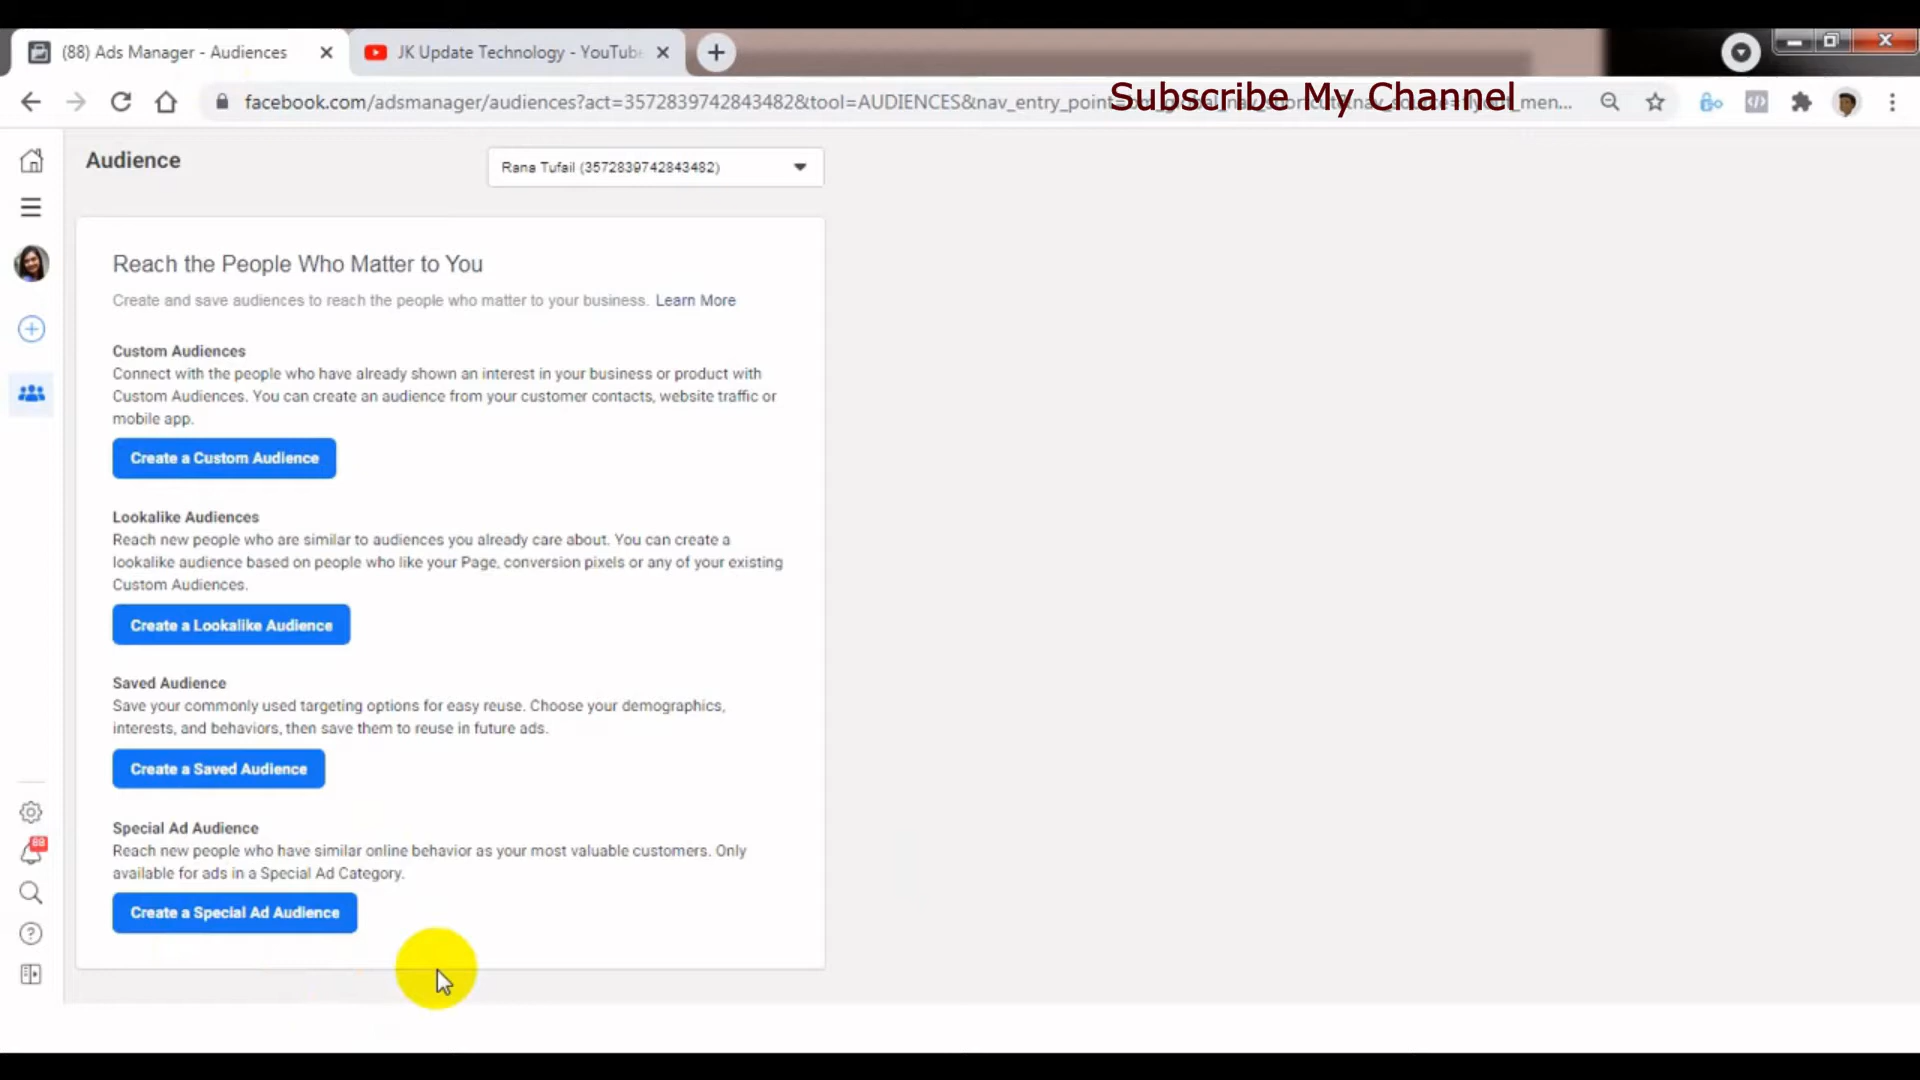 (88) Ads Manager - Audiences
JK Update Technology - YouTub
facebook.com/adsmanager/audiences?act=3572839742843482&tool=AUDIENCES&nav_entry_point=
men...
Subscribe My Channel
Audience
Rana Tufail (3572839742843482)
Reach the People Who Matter to You
Create and save audiences to reach the people who matter to your business. Learn More
Custom Audiences
Connect with the people who have already shown an interest in your business or product with
Custom Audiences. You can create an audience from your customer contacts, website traffic or
mobile app.
Create a Custom Audience
Lookalike Audiences
Reach new people who are similar to audiences you already care about. You can create a
lookalike audience based on people who like your Page, conversion pixels or any of your existing
Custom Audiences.
Create a Lookalike Audience
Saved Audience
Save your commonly used targeting options for easy reuse. Choose your demographics,
interests, and behaviors, then save them to reuse in future ads.
Create a Saved Audience
Special Ad Audience
Reach new people who have similar online behavior as your most valuable customers. Only
available for ads in a Special Ad Category.
Create a Special Ad Audience
88